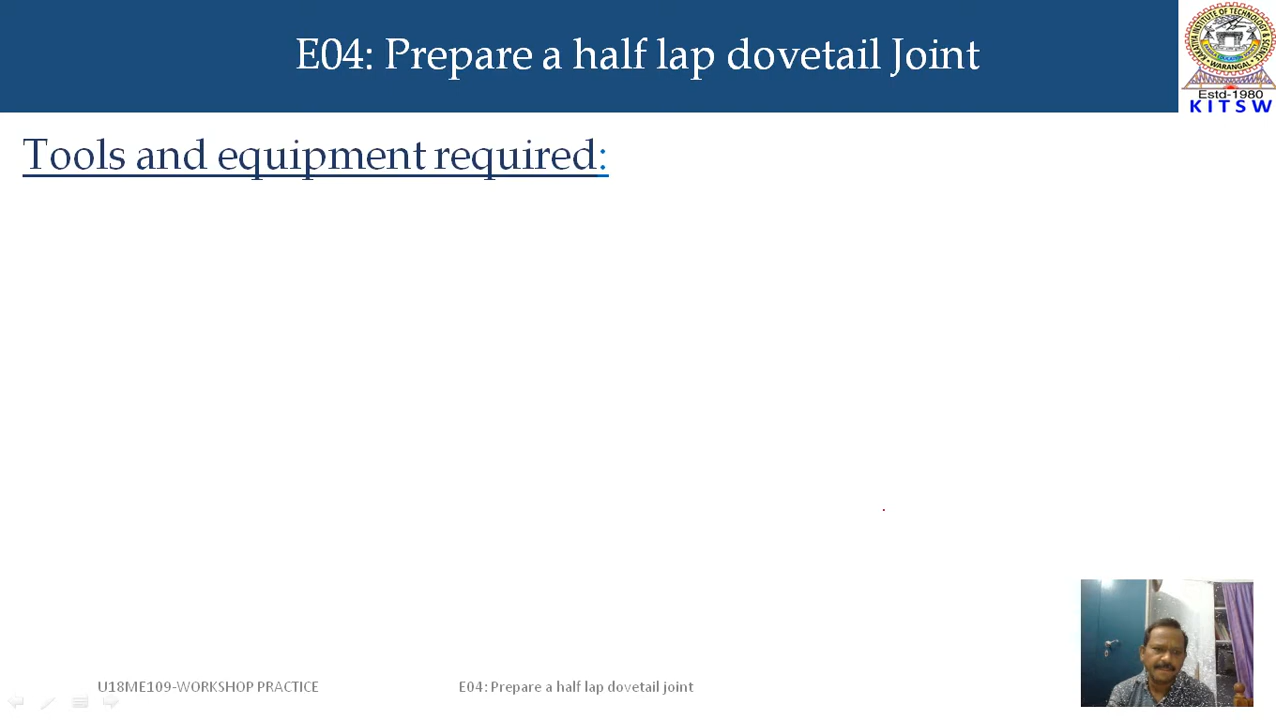 E04: Prepare a half lap dovetail Joint
WARANGAL
Estd-1980
KITSW
Tools and equipment required:
U18ME109-WORKSHOP PRACTICE
E04: Prepare a half lap dovetail joint